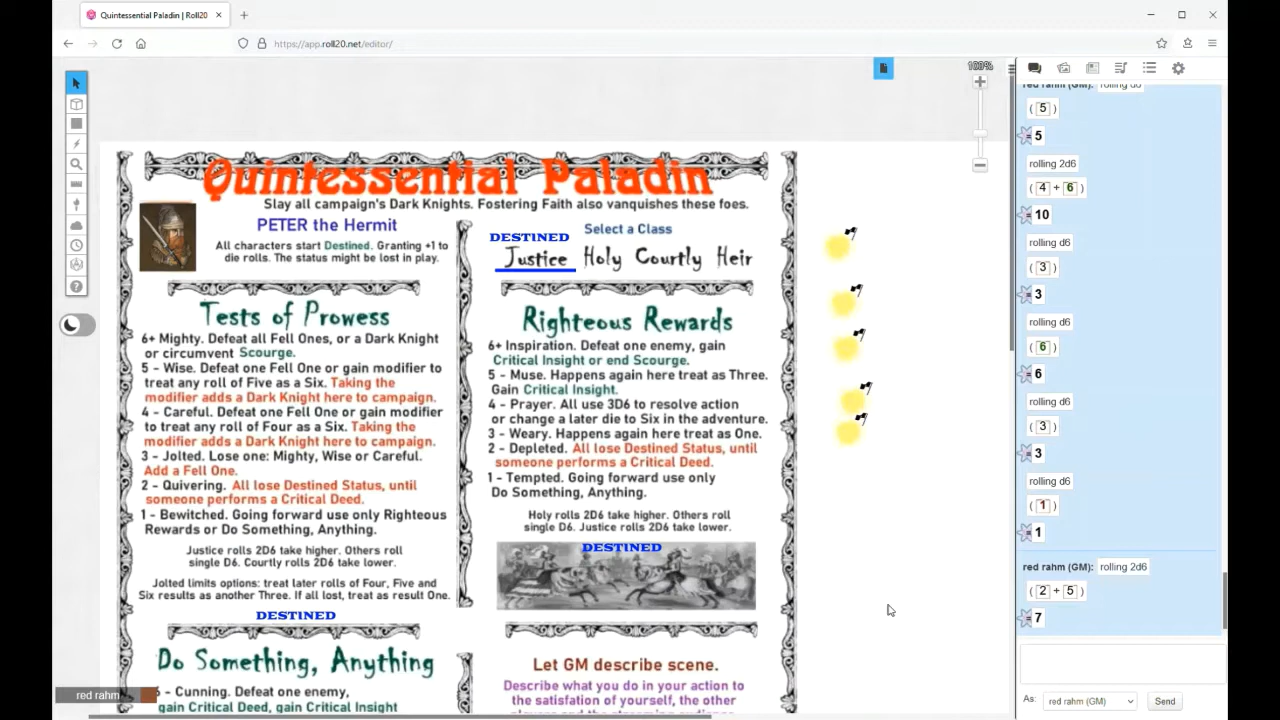 Quintessential Paladin | Roll20
https://app.roll20.net/editor/
100%
Quintessential Paladin
Slay all campaign's Dark Knights. Fostering Faith also vanquishes these foes.
PETER the Hermit
All characters start Destined. Granting +1 to
die rolls. The status might be lost in play.
Select a Class
DESTINED
Justice Holy Courtly Heir
Tests of Prowess
6+ Mighty. Defeat all Fell Ones, or a Dark Knight
or circumvent Scourge.
5 - Wise. Defeat one Fell One or gain modifier to
treat any roll of Five as a Six. Taking the
modifier adds a Dark Knight here to campaign.
4 - Careful. Defeat one Fell One or gain modifier
to treat any roll of Four as a Six. Taking the
modifier adds a Dark Knight here to campaign.
3 - Jolted. Lose one: Mighty, Wise or Careful.
Add a Fell One.
2 - Quivering. All lose Destined Status, until
someone performs a Critical Deed.
1 - Bewitched. Going forward use only Righteous
Rewards or Do Something, Anything.
Justice rolls 2D6 take higher. Others roll
single D6. Courtly rolls 2D6 take lower.
Jolted limits options: treat later rolls of Four, Five and
Six results as another Three. If all lost, treat as result One.
DESTINED
Do Something, Anything
6 - Cunning. Defeat one enemy,
gain Critical Deed, gain Critical Insight
Righteous Rewards
6+ Inspiration. Defeat one enemy, gain
Critical Insight or end Scourge.
5 - Muse. Happens again here treat as Three.
Gain Critical Insight.
4 - Prayer. All use 3D6 to resolve action
or change a later die to Six in the adventure.
3 - Weary. Happens again here treat as One.
2 - Depleted. All lose Destined Status, until
someone performs a Critical Deed.
1 - Tempted. Going forward use only
Do Something, Anything.
Holy rolls 2D6 take higher. Others roll
single D6. Justice rolls 2D6 take lower.
DESTINED
Let GM describe scene.
Describe what you do in your action to
the satisfaction of yourself, the other
players and the streaming audience
red rahm
red rahm (GM): rolling d6
( 5 )
= 5
rolling 2d6
( 4 + 6 )
= 10
rolling d6
( 3 )
= 3
rolling d6
( 6 )
= 6
rolling d6
( 3 )
= 3
rolling d6
( 1 )
= 1
red rahm (GM): rolling 2d6
( 2 + 5 )
= 7
As: red rahm (GM) Send